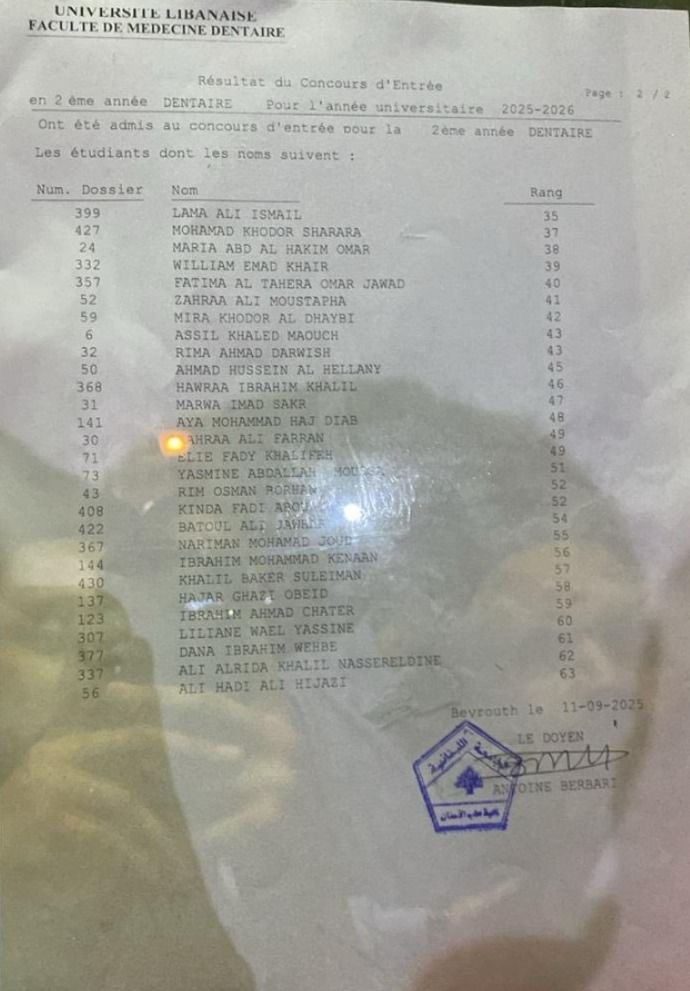 UNIVERSITE LIBANAISE
FACULTE DE MEDECINE DENTAIRE
Résultat du Concours d'Entrée
Page : 2 / 2
en 2 ème année DENTAIRE Pour l'année universitaire 2025-2026
Ont été admis au concours d'entrée pour la 2ème année DENTAIRE
Les étudiants dont les noms suivent :
Num. Dossier Nom Rang
399 LAMA ALI ISMAIL 35
427 MOHAMAD KHODOR SHARARA 37
24 MARIA ABD AL HAKIM OMAR 38
332 WILLIAM EMAD KHAIR 39
357 FATIMA AL TAHERA OMAR JAWAD 40
52 ZAHRAA ALI MOUSTAPHA 41
59 MIRA KHODOR AL DHAYBI 42
6 ASSIL KHALED MAOUCH 43
32 RIMA AHMAD DARWISH 43
50 AHMAD HUSSEIN AL HELLANY 45
368 HAWRAA IBRAHIM KHALIL 46
31 MARWA IMAD SAKR 47
141 AYA MOHAMMAD HAJ DIAB 48
30 ALI FARRAN 49
71 ELIE FADY KHALIFEH 49
73 YASMINE ABDALLAH 51
43 RIM OSMAN 52
408 KINDA FADI 52
422 BATOUL ALI 54
367 NARIMAN MOHAMAD 55
144 IBRAHIM MOHAMMAD KENAAN 56
430 KHALIL BAKER SULEIMAN 57
137 HAJAR GHAZI OBEID 58
123 IBRAHIM AHMAD CHATER 59
307 LILIANE WAEL YASSINE 60
377 DANA IBRAHIM WEHBE 61
337 ALI ALRIDA KHALIL NASSERELDINE 62
56 ALI HADI ALI HIJAZI 63
Beyrouth le 11-09-2025
LE DOYEN
ANTOINE BERBARI